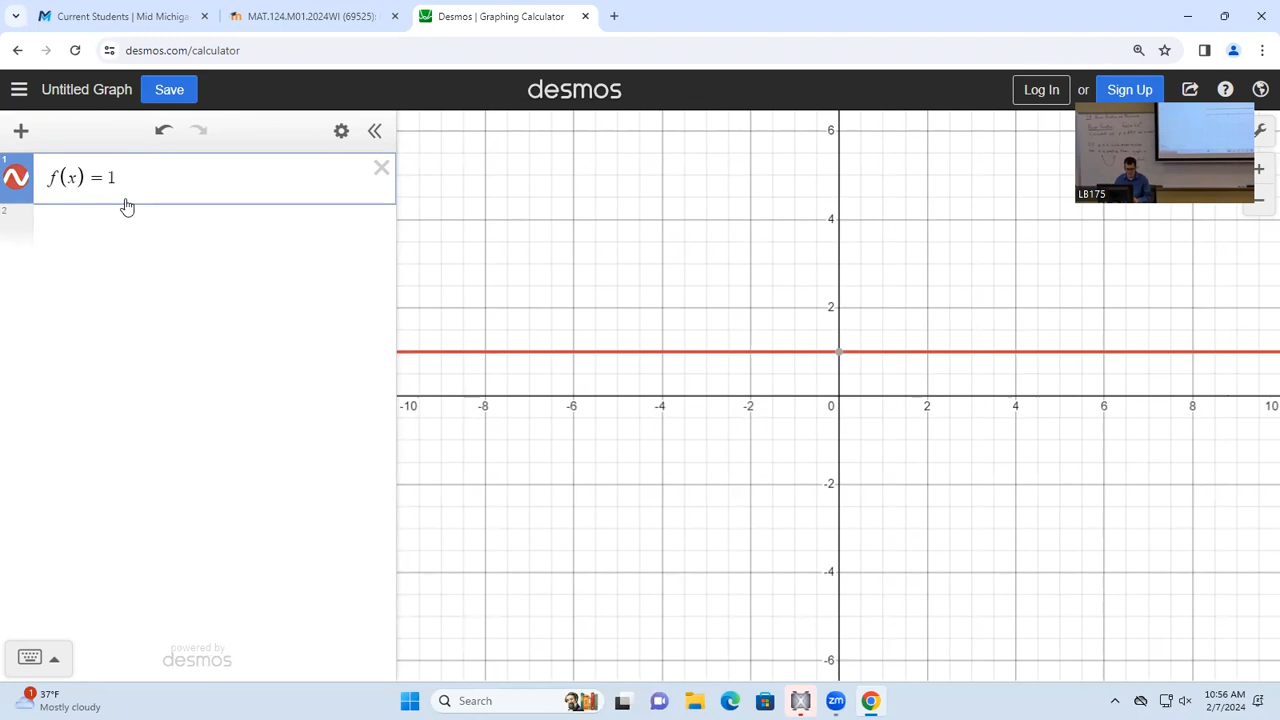 Current Students | Mid Michiga
MAT.124.M01.2024WI (69525):
Desmos | Graphing Calculator
desmos.com/calculator
Untitled Graph
Save
desmos
Log In
or
Sign Up
1
f(x) = 1
2
LB175
6
4
2
-10 -8 -6 -4 -2 0 2 4 6 8 10
-2
-4
-6
powered by
desmos
1
37°F
Mostly cloudy
Search
zm
10:56 AM
2/7/2024